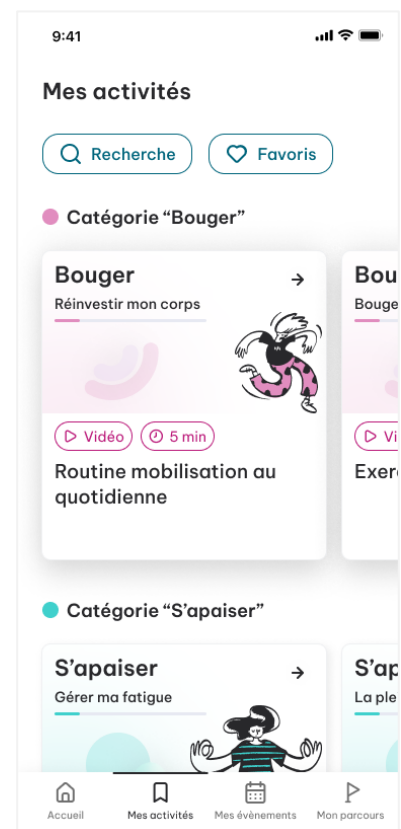 9:41
Mes activités
Recherche
Favoris
Catégorie “Bouger”
Bouger
Réinvestir mon corps
Vidéo
5 min
Routine mobilisation au
quotidienne
Bou
Bouge
Vi
Exer
Catégorie “S’apaiser”
S’apaiser
Gérer ma fatigue
S’ap
La ple
Accueil
Mes activités
Mes évènements
Mon parcours